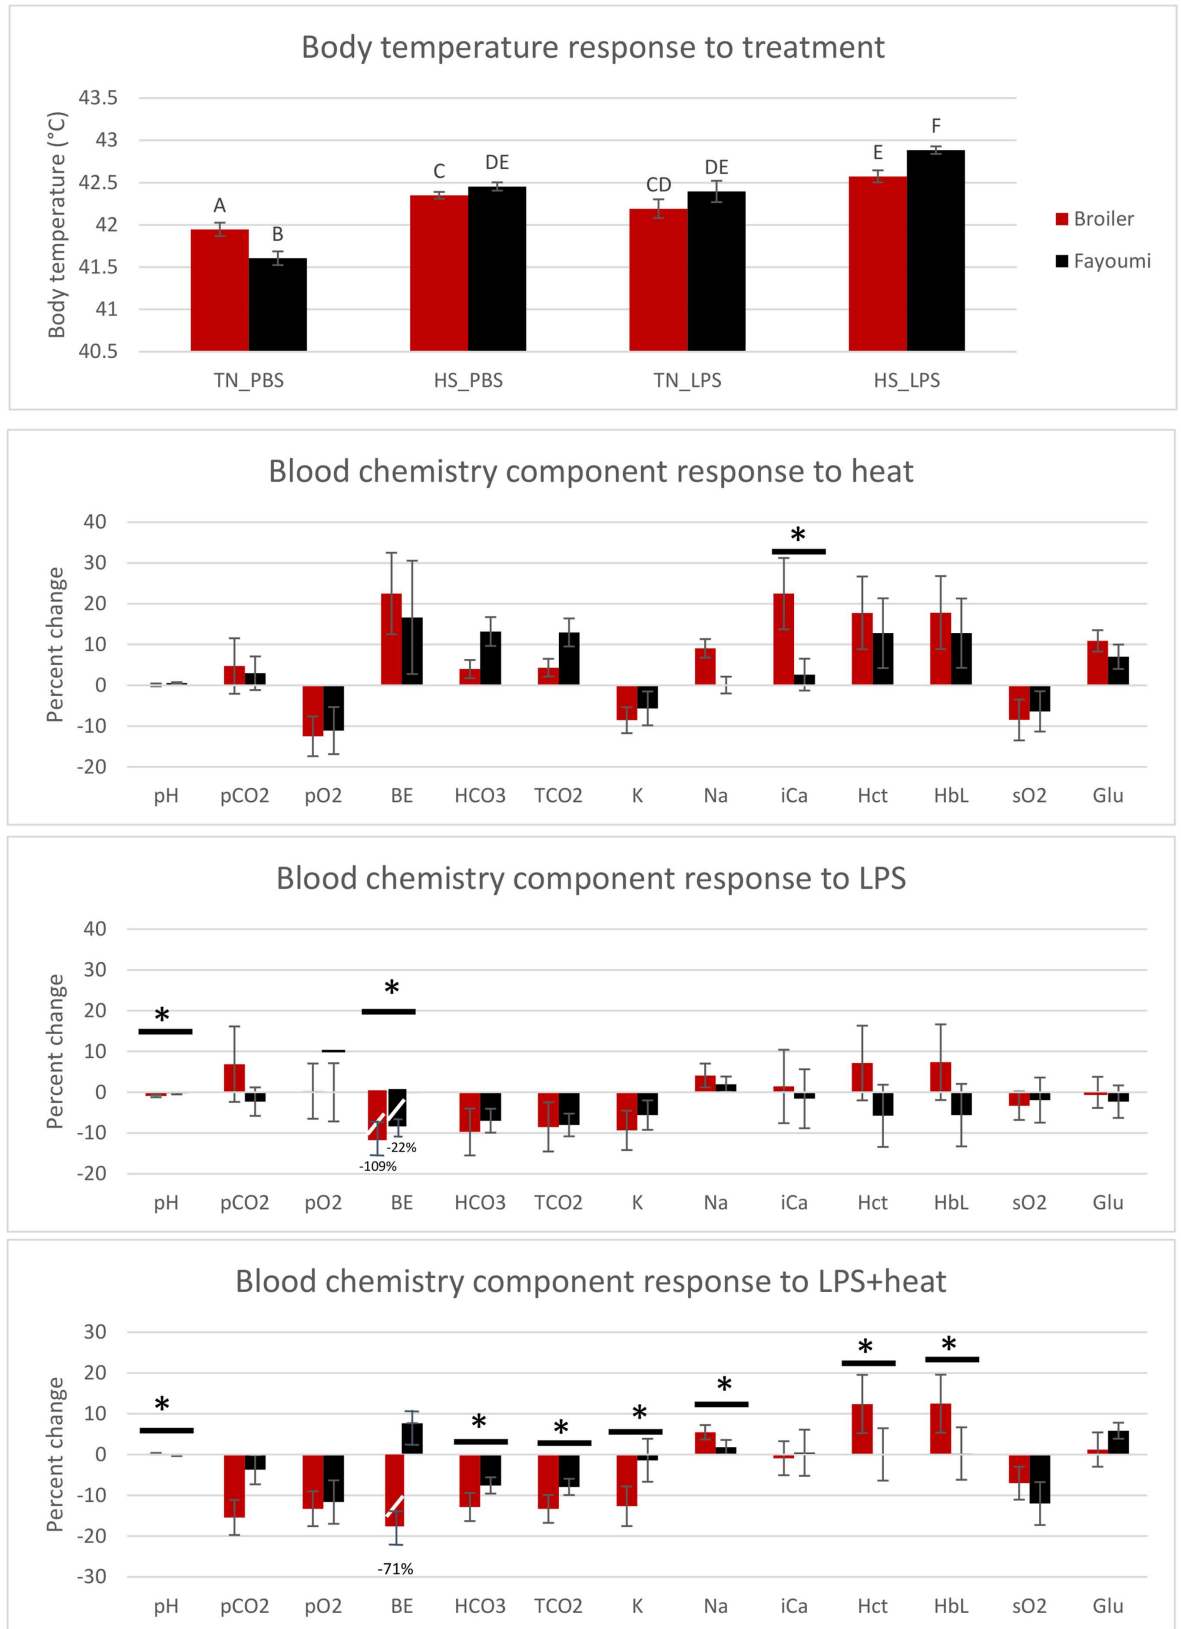 Body temperature response to treatment
Body temperature (°C)
43.5
43
42.5
42
41.5
41
40.5
A
B
C
DE
CD
DE
E
F
TN_PBS HS_PBS TN_LPS HS_LPS
Broiler
Fayoumi
Blood chemistry component response to heat
Percent change
40
30
20
10
0
-10
-20
*
pH pCO2 pO2 BE HCO3 TCO2 K Na iCa Hct HbL sO2 Glu
Blood chemistry component response to LPS
Percent change
40
30
20
10
0
-10
-20
*
*
-109%
-22%
pH pCO2 pO2 BE HCO3 TCO2 K Na iCa Hct HbL sO2 Glu
Blood chemistry component response to LPS+heat
Percent change
30
20
10
0
-10
-20
-30
*
*
*
*
*
*
*
-71%
pH pCO2 pO2 BE HCO3 TCO2 K Na iCa Hct HbL sO2 Glu